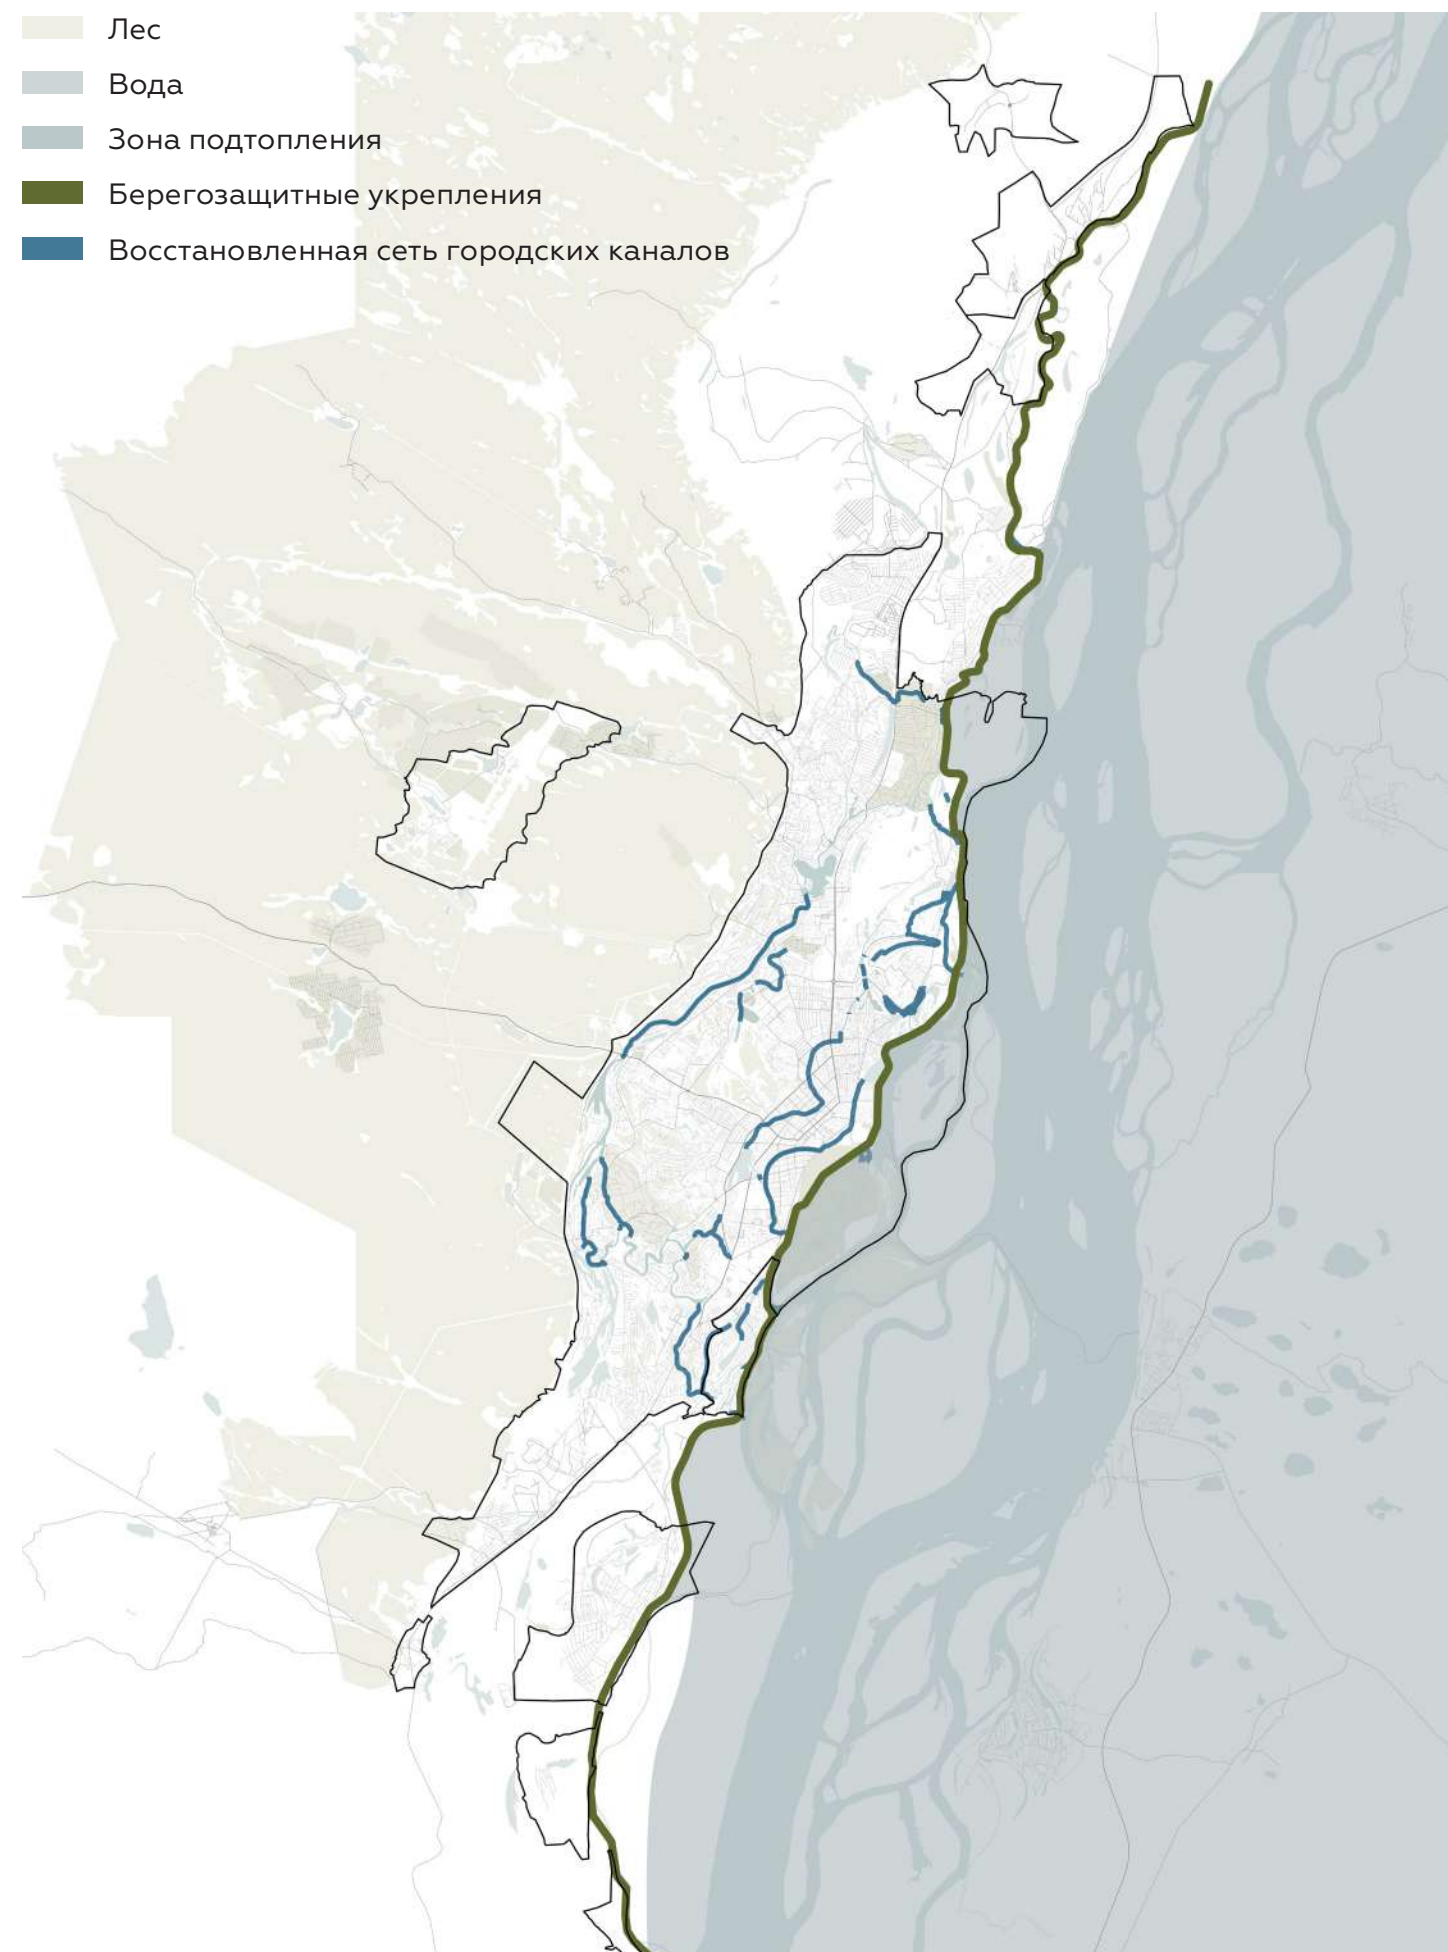 Лес
Вода
Зона подтопления
Берегозащитные укрепления
Восстановленная сеть городских каналов